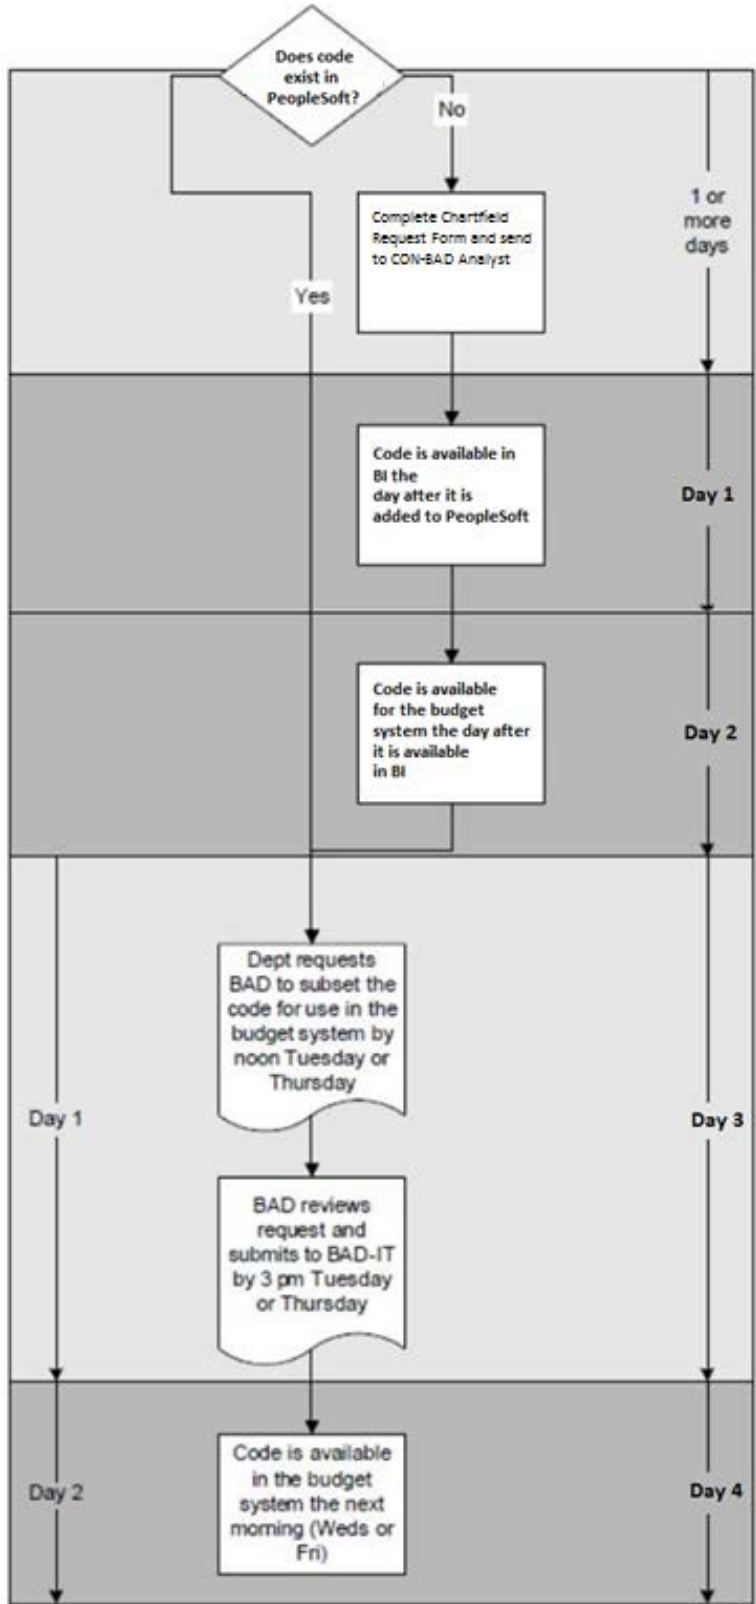 Does code
exist in
PeopleSoft?
No
1 or
more
days
Complete Chartfield
Request Form and send
to CON-BAD Analyst
Yes
Code is available in
BI the
day after it is
added to PeopleSoft
Day 1
Code is available
for the budget
system the day after
it is available
in BI
Day 2
Dept requests
BAD to subset the
code for use in the
budget system by
noon Tuesday or
Thursday
Day 1
Day 3
BAD reviews
request and
submits to BAD-IT
by 3 pm Tuesday
or Thursday
Code is available
in the budget
system the next
morning (Weds or
Fri)
Day 2
Day 4